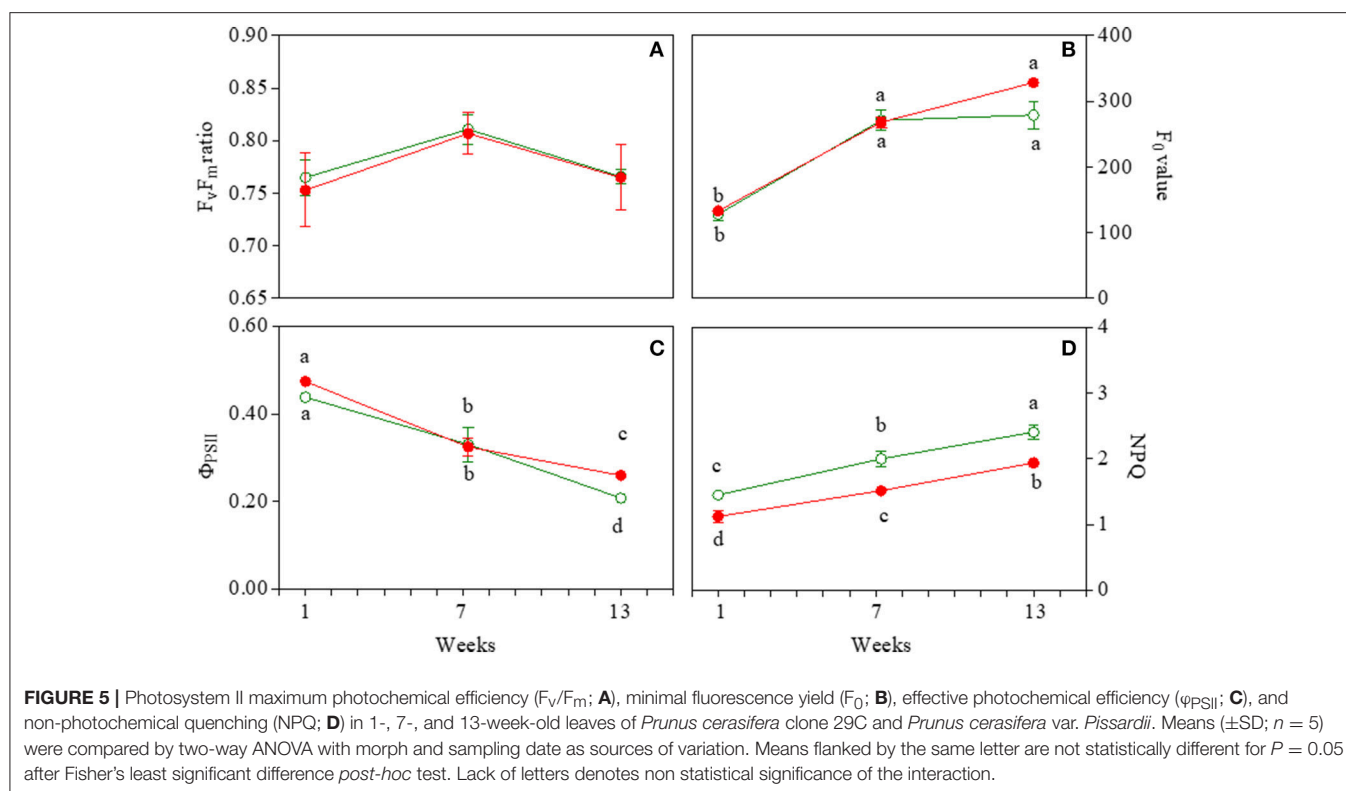 0.90
0.85
0.80
0.75
0.70
0.65
FvFm ratio
A
B
a
a
a
a
b
b
400
300
200
100
0
F0 value
0.60
0.40
0.20
0.00
ΦPSII
C
a
a
b
b
c
d
D
a
b
c
b
c
d
4
3
2
1
0
NPQ
1 7 13
Weeks
1 7 13
Weeks
FIGURE 5 | Photosystem II maximum photochemical efficiency (Fv/Fm; A), minimal fluorescence yield (F0; B), effective photochemical efficiency (φPSII; C), and
non-photochemical quenching (NPQ; D) in 1-, 7-, and 13-week-old leaves of Prunus cerasifera clone 29C and Prunus cerasifera var. Pissardii. Means (±SD; n = 5)
were compared by two-way ANOVA with morph and sampling date as sources of variation. Means flanked by the same letter are not statistically different for P = 0.05
after Fisher's least significant difference post-hoc test. Lack of letters denotes non statistical significance of the interaction.